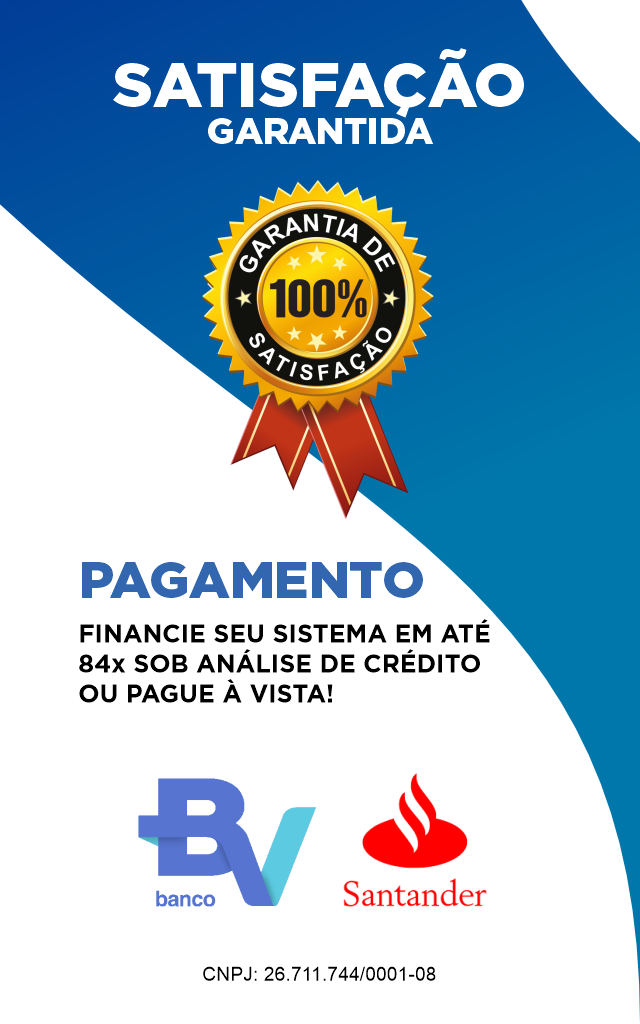 SATISFAÇÃO
GARANTIDA
GARANTIA DE
100%
SATISFAÇÃO
PAGAMENTO
FINANCIE SEU SISTEMA EM ATÉ
84x SOB ANÁLISE DE CRÉDITO
OU PAGUE À VISTA!
BV
banco
Santander
CNPJ: 26.711.744/0001-08